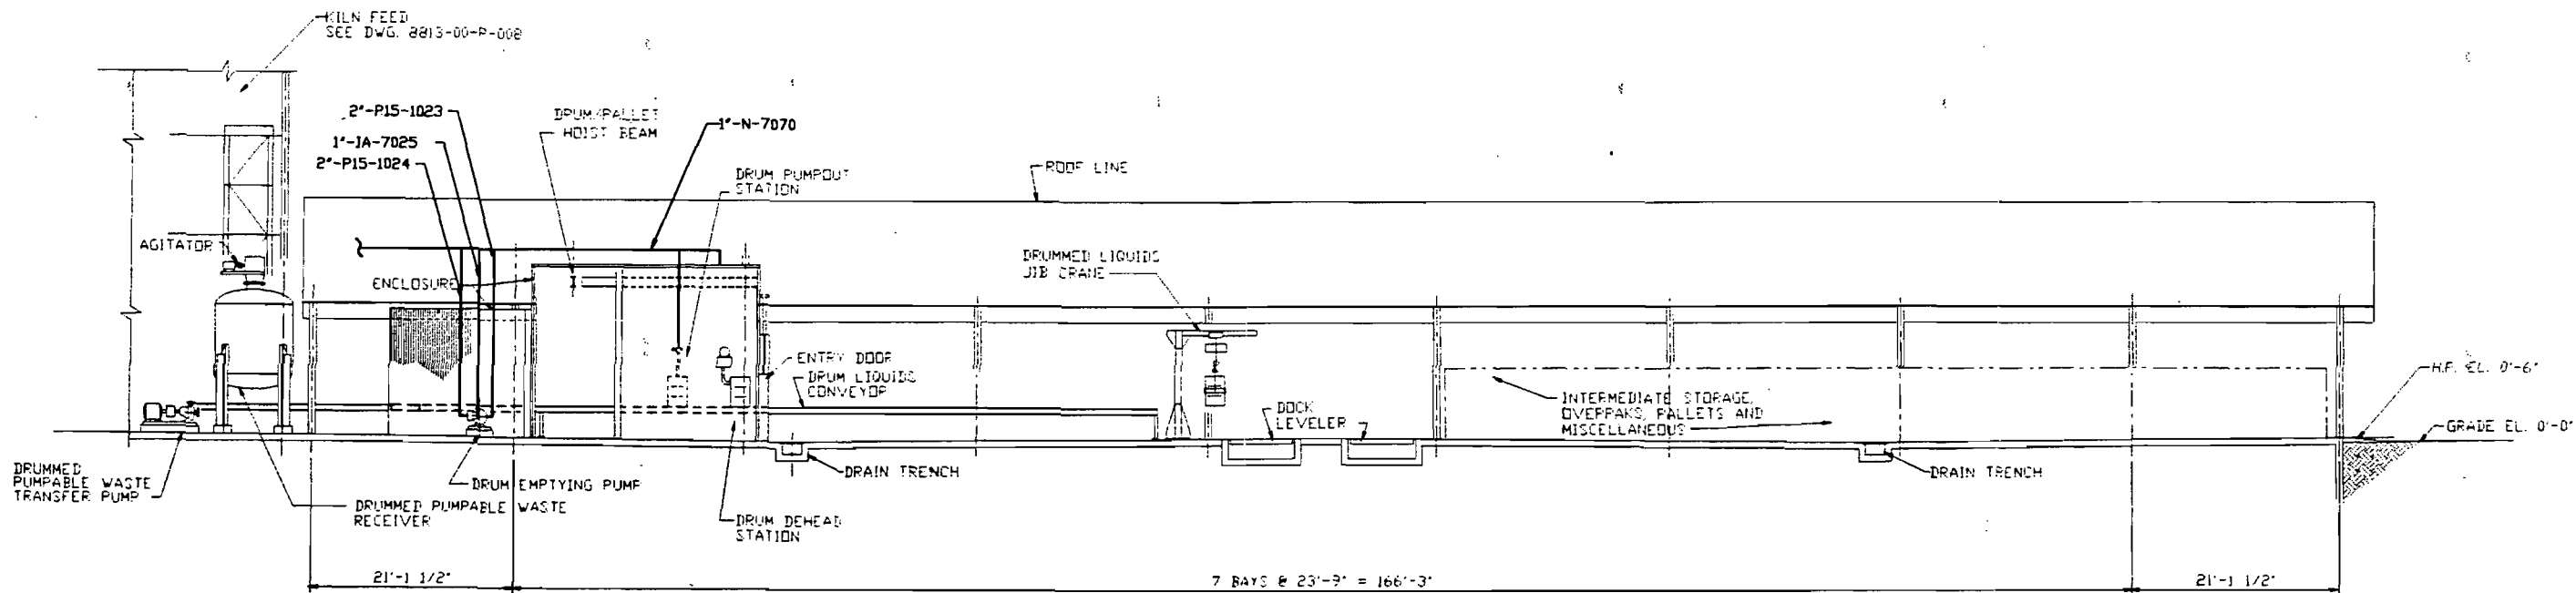 KILN FEED
SEE DWG. 8813-00-P-008
2"-P15-1023
1"-IA-7025
2"-P15-1024
DRUM/PALLET
HOIST BEAM
1"-N-7070
DRUM PUMPOUT
STATION
ROOF LINE
AGITATOR
ENCLOSURE
DRUMMED LIQUIDS
JIB CRANE
ENTRY DOOR
DRUM LIQUIDS
CONVEYOR
DOCK
LEVELER
INTERMEDIATE STORAGE,
OVERPAKS, PALLETS AND
MISCELLANEOUS
H.P. EL. 0'-6"
GRADE EL. 0'-0"
DRUMMED
PUMPABLE WASTE
TRANSFER PUMP
DRUMMED PUMPABLE WASTE
RECEIVER
DRUM EMPTYING PUMP
DRUM DEHEAD
STATION
DRAIN TRENCH
DRAIN TRENCH
21'-1 1/2"
7 BAYS @ 23'-9" = 166'-3"
21'-1 1/2"